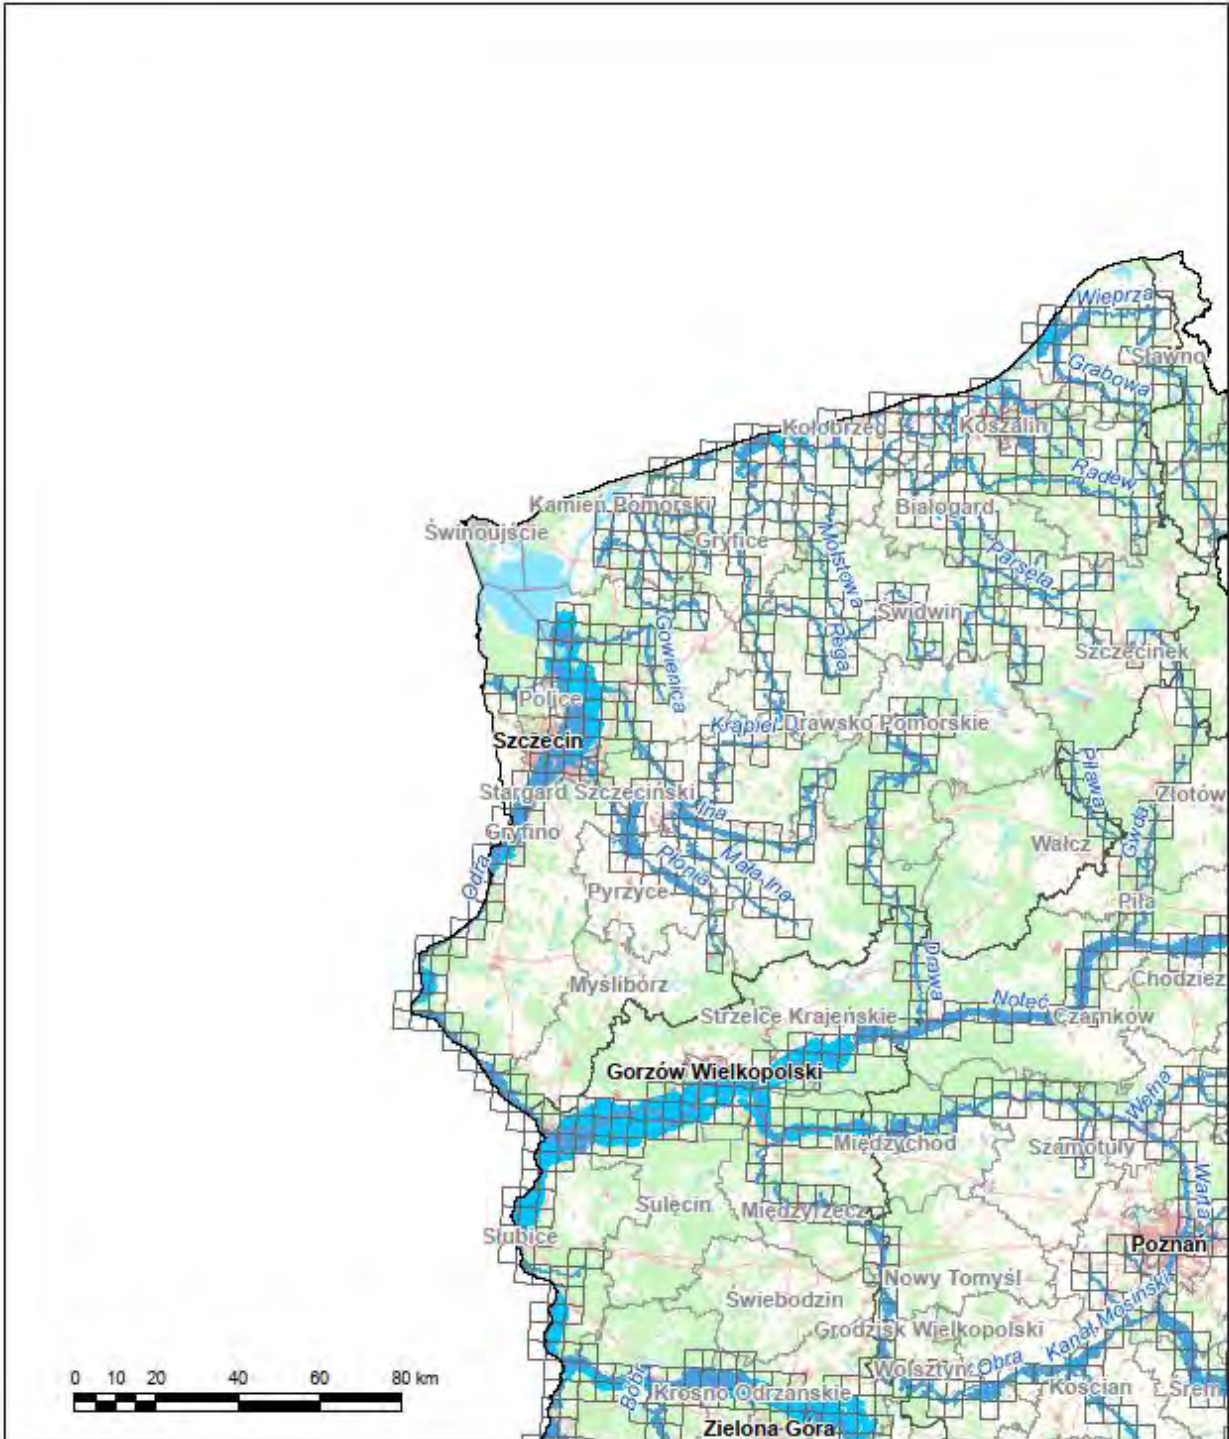 Wieprza
Sławno
Grabowa
Kołobrzeg
Koszalin
Radew
Kamień Pomorski
Białogard
Świnoujście
Gryfice
Mołstowa
Parsęta
Świdwin
Gowienica
Rega
Szczecinek
Police
Krąpiel
Drawsko Pomorskie
Szczecin
Piława
Stargard Szczeciński
Złotów
Ina
Gryfino
Gwda
Wałcz
Płonia
Mała Ina
Odra
Pyrzyce
Piła
Drawa
Chodzież
Myślibórz
Noteć
Strzelce Krajeńskie
Czarnków
Gorzów Wielkopolski
Wełna
Międzychód
Szamotuły
Warta
Sulęcin
Międzyrzecz
Słubice
Poznań
Nowy Tomyśl
Świebodzin
Kanał Mosiński
Grodzisk Wielkopolski
0 10 20 40 60 80 km
Bóbr
Wolsztyn
Obra
Krosno Odrzańskie
Kościan
Śrem
Zielona Góra